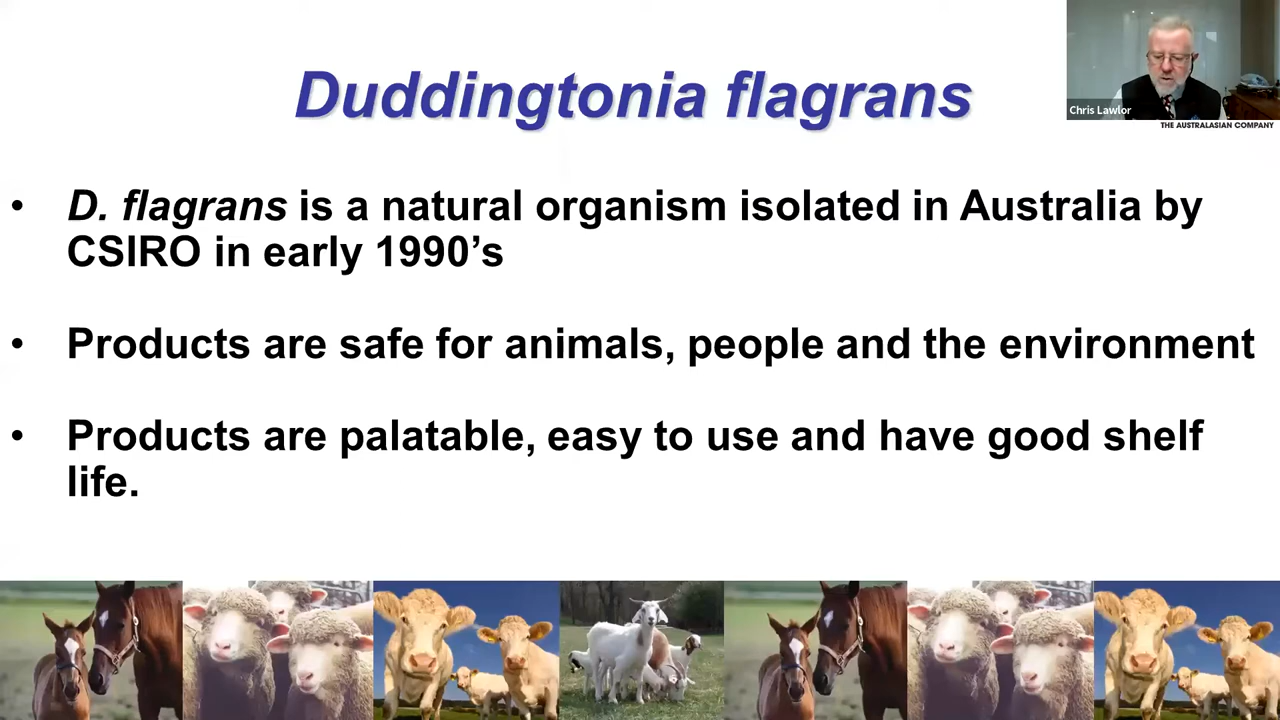 Duddingtonia flagrans
Chris Lawlor
THE AUSTRALASIAN COMPANY
• D. flagrans is a natural organism isolated in Australia by
CSIRO in early 1990’s
• Products are safe for animals, people and the environment
• Products are palatable, easy to use and have good shelf
life.